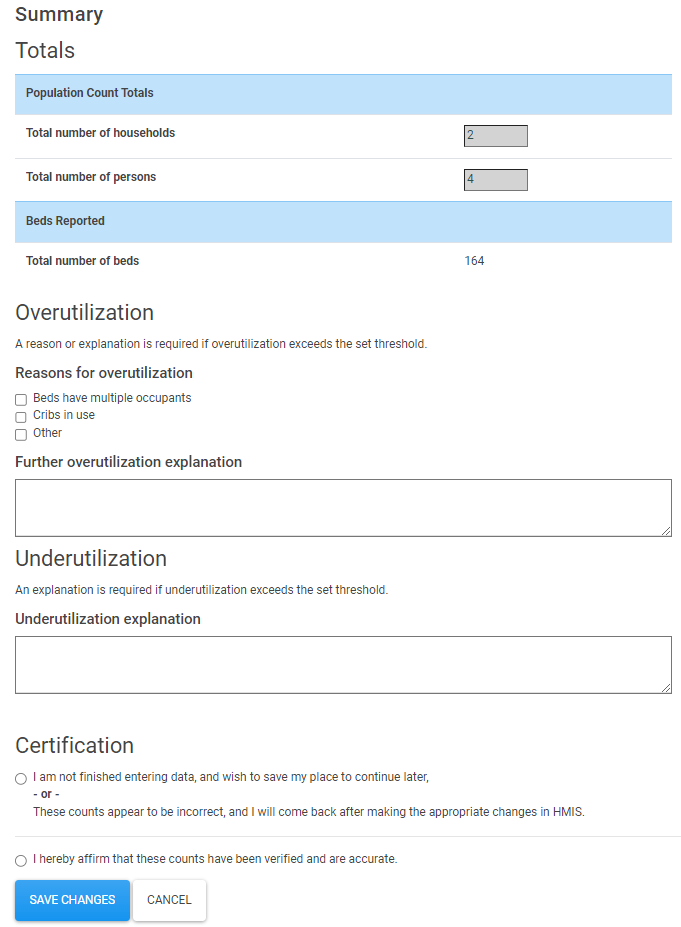 Summary
Totals
Population Count Totals
Total number of households 2
Total number of persons 4
Beds Reported
Total number of beds 164
Overutilization
A reason or explanation is required if overutilization exceeds the set threshold.
Reasons for overutilization
Beds have multiple occupants
Cribs in use
Other
Further overutilization explanation
Underutilization
An explanation is required if underutilization exceeds the set threshold.
Underutilization explanation
Certification
I am not finished entering data, and wish to save my place to continue later,
- or -
These counts appear to be incorrect, and I will come back after making the appropriate changes in HMIS.
I hereby affirm that these counts have been verified and are accurate.
SAVE CHANGES CANCEL